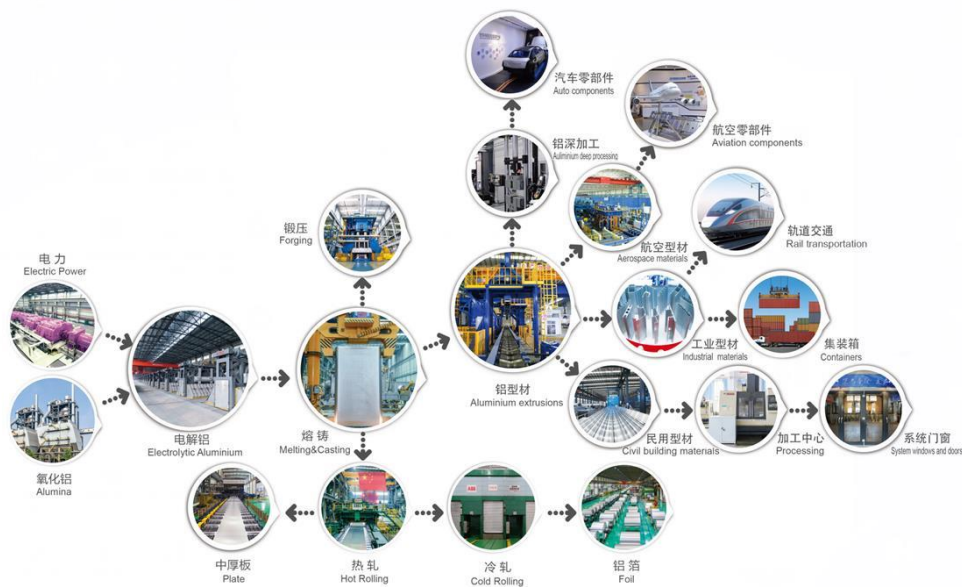 汽车零部件
Auto components
航空零部件
Aviation components
铝深加工
Auliminium deep processing
锻压
Forging
航空型材
Aerospace materials
轨道交通
Rail transportation
电 力
Electric Power
工业型材
Industrial materials
集装箱
Containers
电解铝
Electrolytic Aluminium
熔 铸
Melting&Casting
铝型材
Aluminium extrusions
民用型材
Civil building materials
加工中心
Processing
系统门窗
System windows and doors
氧化铝
Alumina
中厚板
Plate
热 轧
Hot Rolling
冷 轧
Cold Rolling
铝 箔
Foil